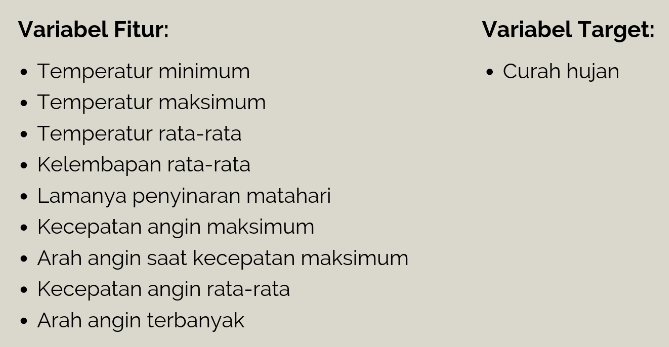 Variabel Fitur:
• Temperatur minimum
• Temperatur maksimum
• Temperatur rata-rata
• Kelembapan rata-rata
• Lamanya penyinaran matahari
• Kecepatan angin maksimum
• Arah angin saat kecepatan maksimum
• Kecepatan angin rata-rata
• Arah angin terbanyak
Variabel Target:
• Curah hujan